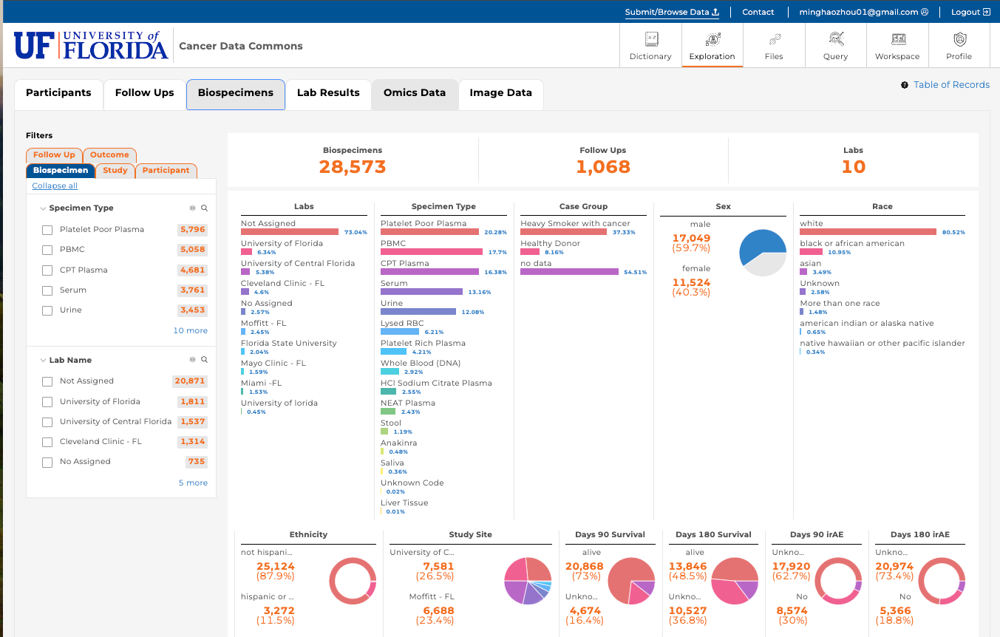 Submit/Browse Data
Contact
minghaozhou01@gmail.com
Logout
UF UNIVERSITY of FLORIDA
Cancer Data Commons
Dictionary
Exploration
Files
Query
Workspace
Profile
Participants
Follow Ups
Biospecimens
Lab Results
Omics Data
Image Data
Table of Records
Filters
Follow Up
Outcome
Biospecimen
Study
Participant
Collapse all
Specimen Type
Platelet Poor Plasma 5,796
PBMC 5,058
CPT Plasma 4,681
Serum 3,761
Urine 3,453
10 more
Lab Name
Not Assigned 20,871
University of Florida 1,811
University of Central Florida 1,537
Cleveland Clinic - FL 1,314
No Assigned 735
5 more
Biospecimens
28,573
Follow Ups
1,068
Labs
10
Labs
Not Assigned
73.04%
University of Florida
6.34%
University of Central Florida
5.38%
Cleveland Clinic - FL
4.6%
No Assigned
2.57%
Moffitt - FL
2.45%
Florida State University
2.04%
Mayo Clinic - FL
1.59%
Miami -FL
1.53%
University of lorida
0.45%
Specimen Type
Platelet Poor Plasma
20.28%
PBMC
17.7%
CPT Plasma
16.38%
Serum
13.16%
Urine
12.08%
Lysed RBC
6.21%
Platelet Rich Plasma
4.21%
Whole Blood (DNA)
2.92%
HCl Sodium Citrate Plasma
2.55%
NEAT Plasma
2.43%
Stool
1.19%
Anakinra
0.48%
Saliva
0.36%
Unknown Code
0.02%
Liver Tissue
0.01%
Case Group
Heavy Smoker with cancer
37.33%
Healthy Donor
8.16%
no data
54.51%
Sex
male
17,049
(59.7%)
female
11,524
(40.3%)
Race
white
80.52%
black or african american
10.95%
asian
3.49%
Unknown
2.58%
More than one race
1.48%
american indian or alaska native
0.65%
native hawaiian or other pacific islander
0.34%
Ethnicity
not hispani...
25,124
(87.9%)
hispanic or ...
3,272
(11.5%)
Study Site
University of C...
7,581
(26.5%)
Moffitt - FL
6,688
(23.4%)
Days 90 Survival
alive
20,868
(73%)
Unkno...
4,674
(16.4%)
Days 180 Survival
alive
13,846
(48.5%)
Unkno...
10,527
(36.8%)
Days 90 irAE
Unkno...
17,920
(62.7%)
No
8,574
(30%)
Days 180 irAE
Unkno...
20,974
(73.4%)
No
5,366
(18.8%)